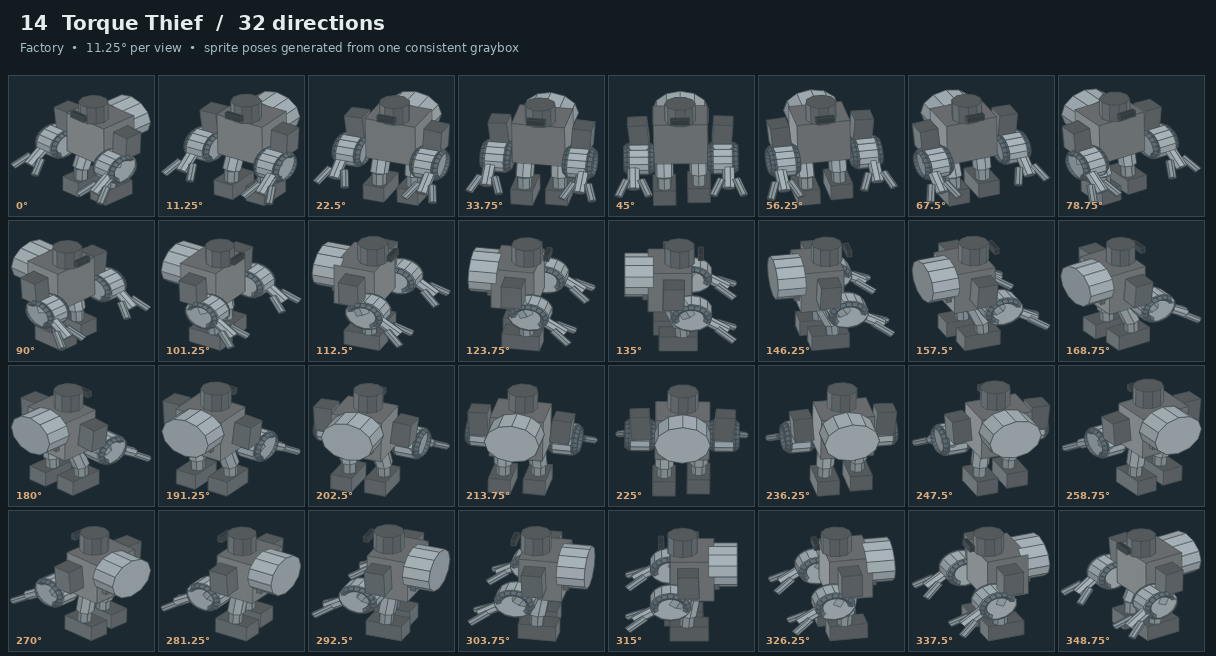 14 Torque Thief / 32 directions
Factory • 11.25° per view • sprite poses generated from one consistent graybox
0° 11.25° 22.5° 33.75° 45° 56.25° 67.5° 78.75°
90° 101.25° 112.5° 123.75° 135° 146.25° 157.5° 168.75°
180° 191.25° 202.5° 213.75° 225° 236.25° 247.5° 258.75°
270° 281.25° 292.5° 303.75° 315° 326.25° 337.5° 348.75°